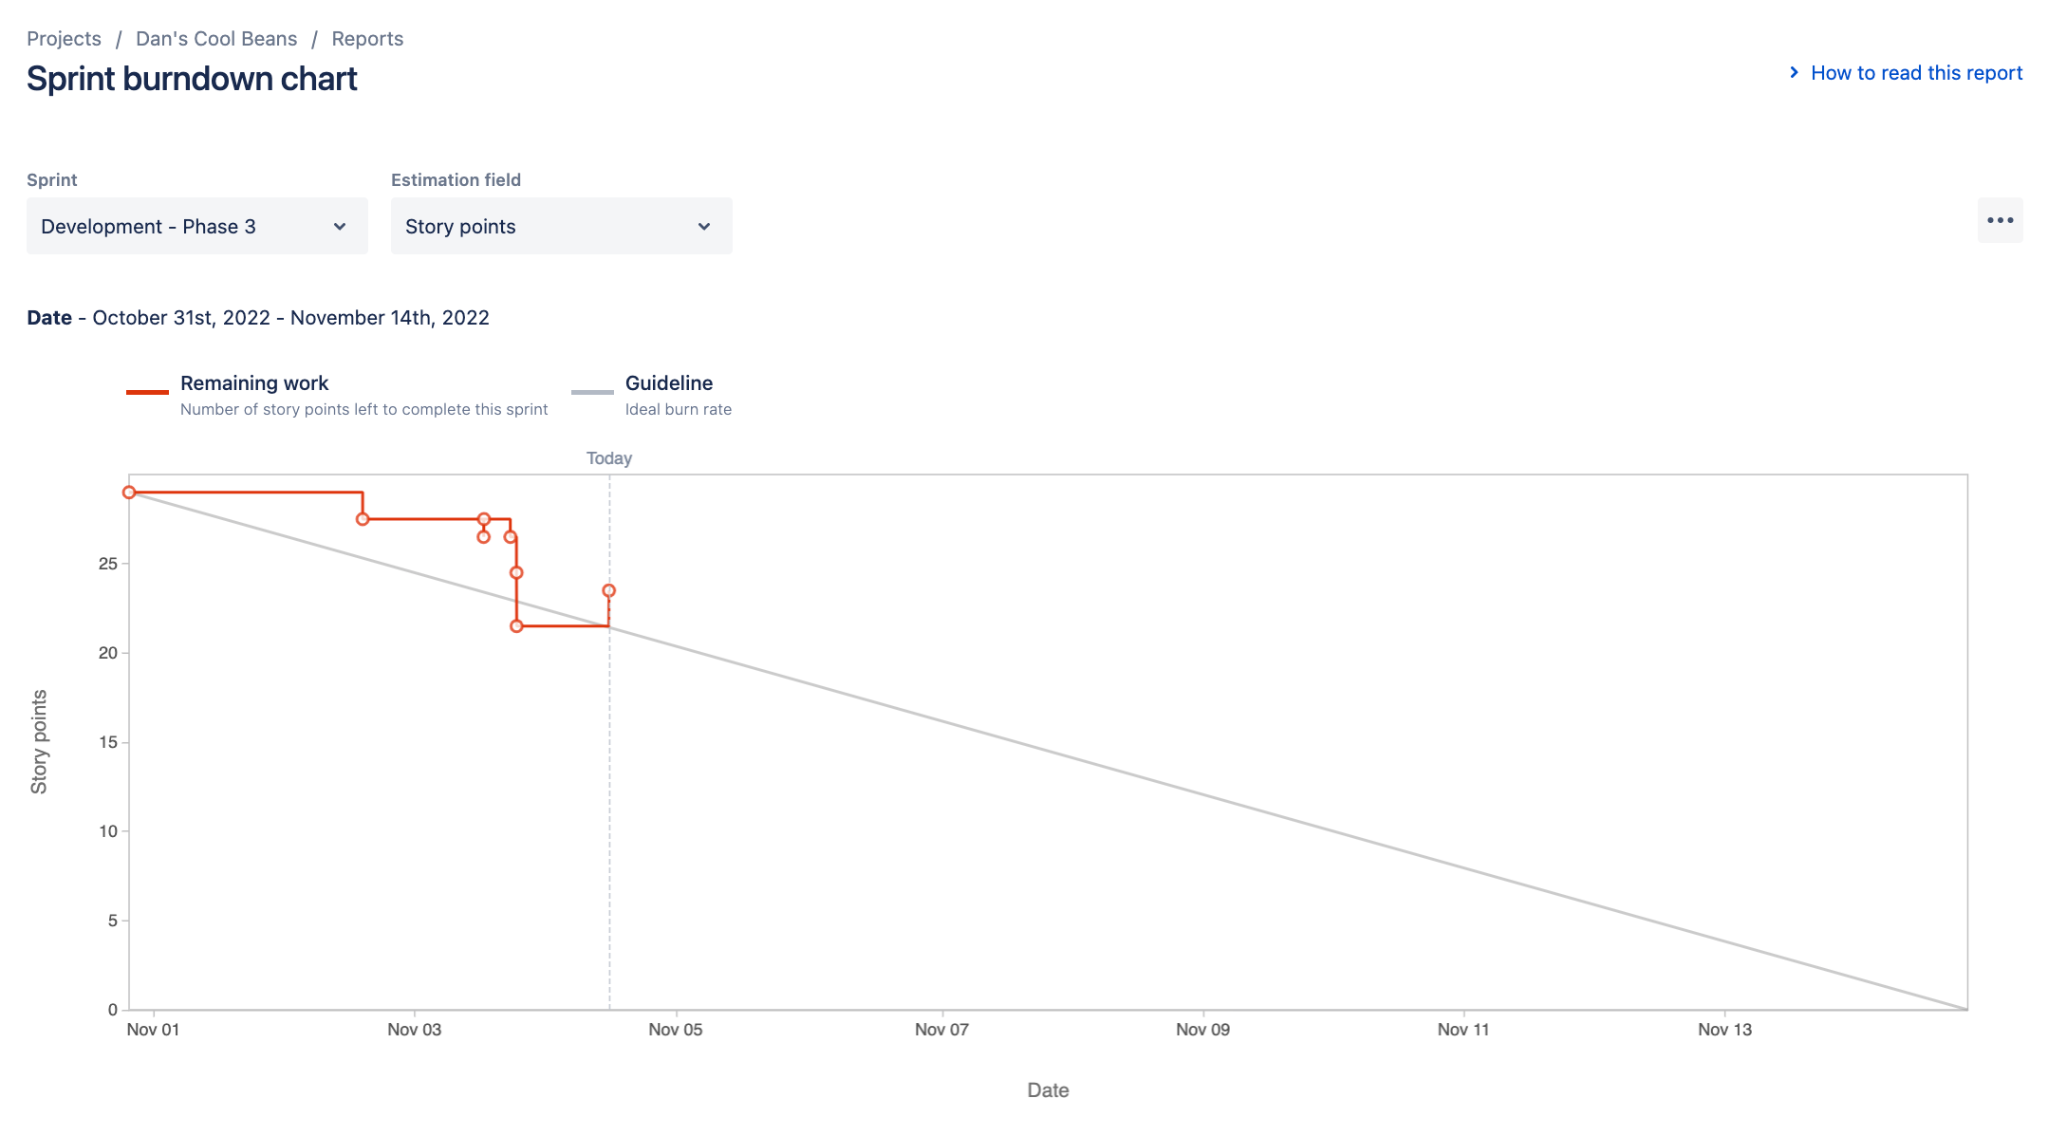 Projects / Dan's Cool Beans / Reports
Sprint burndown chart
How to read this report
Sprint
Estimation field
Development - Phase 3
Story points
Date - October 31st, 2022 - November 14th, 2022
Remaining work
Number of story points left to complete this sprint
Guideline
Ideal burn rate
Today
25
20
15
10
5
0
Story points
Nov 01
Nov 03
Nov 05
Nov 07
Nov 09
Nov 11
Nov 13
Date